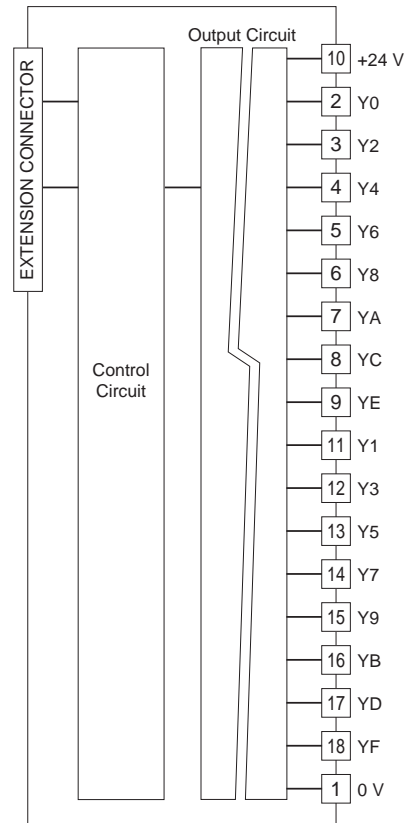 Output Circuit
EXTENSION CONNECTOR
Control
Circuit
10 +24 V
2 Y0
3 Y2
4 Y4
5 Y6
6 Y8
7 YA
8 YC
9 YE
11 Y1
12 Y3
13 Y5
14 Y7
15 Y9
16 YB
17 YD
18 YF
1 0 V